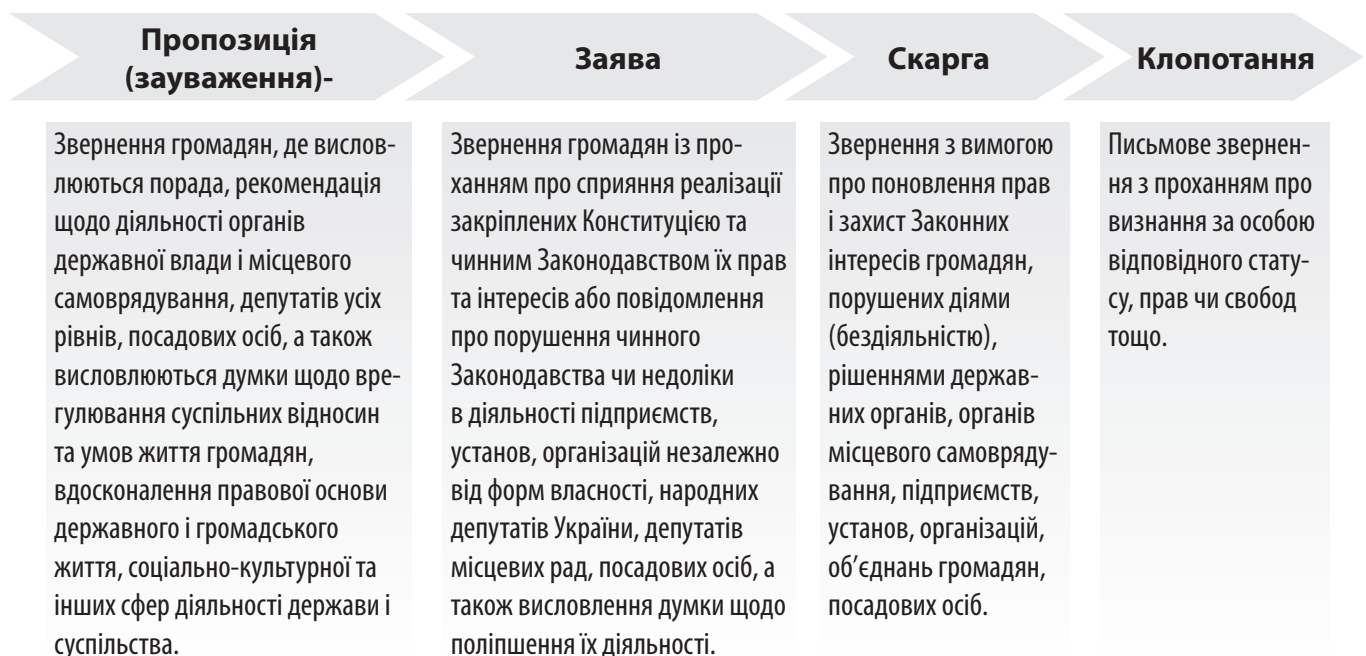 Пропозиція
(зауваження)-
Заява
Скарга
Клопотання
Звернення громадян, де вислов-
люються порада, рекомендація
щодо діяльності органів
державної влади і місцевого
самоврядування, депутатів усіх
рівнів, посадових осіб, а також
висловлюються думки щодо вре-
гулювання суспільних відносин
та умов життя громадян,
вдосконалення правової основи
державного і громадського
життя, соціально-культурної та
інших сфер діяльності держави і
суспільства.
Звернення громадян із про-
ханням про сприяння реалізації
закріплених Конституцією та
чинним Законодавством їх прав
та інтересів або повідомлення
про порушення чинного
Законодавства чи недоліки
в діяльності підприємств,
установ, організацій незалежно
від форм власності, народних
депутатів України, депутатів
місцевих рад, посадових осіб, а
також висловлення думки щодо
поліпшення їх діяльності.
Звернення з вимогою
про поновлення прав
і захист Законних
інтересів громадян,
порушених діями
(бездіяльністю),
рішеннями держав-
них органів, органів
місцевого самовряду-
вання, підприємств,
установ, організацій,
об’єднань громадян,
посадових осіб.
Письмове звернен-
ня з проханням про
визнання за особою
відповідного стату-
су, прав чи свобод
тощо.